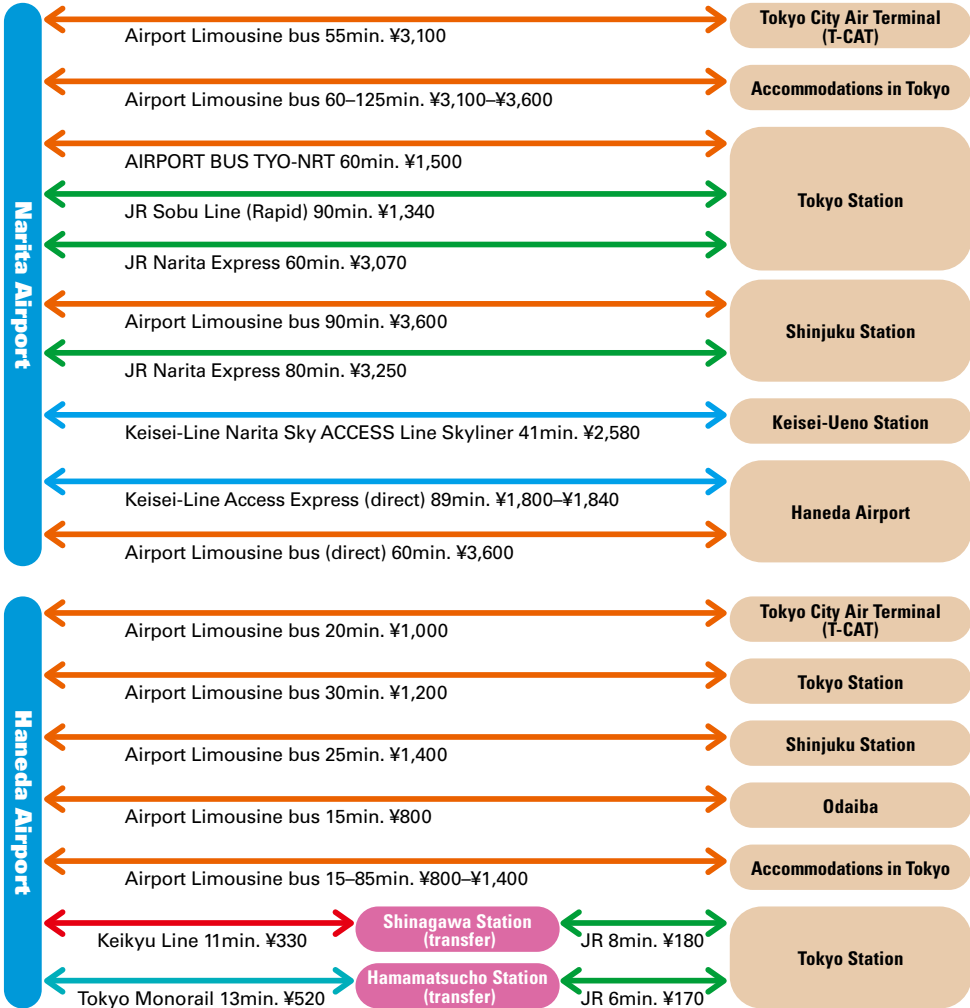 Narita Airport
Airport Limousine bus 55min. ¥3,100
Tokyo City Air Terminal
(T-CAT)
Airport Limousine bus 60–125min. ¥3,100–¥3,600
Accommodations in Tokyo
AIRPORT BUS TYO-NRT 60min. ¥1,500
JR Sobu Line (Rapid) 90min. ¥1,340
JR Narita Express 60min. ¥3,070
Tokyo Station
Airport Limousine bus 90min. ¥3,600
JR Narita Express 80min. ¥3,250
Shinjuku Station
Keisei-Line Narita Sky ACCESS Line Skyliner 41min. ¥2,580
Keisei-Ueno Station
Keisei-Line Access Express (direct) 89min. ¥1,800–¥1,840
Airport Limousine bus (direct) 60min. ¥3,600
Haneda Airport
Haneda Airport
Airport Limousine bus 20min. ¥1,000
Tokyo City Air Terminal
(T-CAT)
Airport Limousine bus 30min. ¥1,200
Tokyo Station
Airport Limousine bus 25min. ¥1,400
Shinjuku Station
Airport Limousine bus 15min. ¥800
Odaiba
Airport Limousine bus 15–85min. ¥800–¥1,400
Accommodations in Tokyo
Keikyu Line 11min. ¥330
Shinagawa Station
(transfer)
JR 8min. ¥180
Tokyo Monorail 13min. ¥520
Hamamatsucho Station
(transfer)
JR 6min. ¥170
Tokyo Station